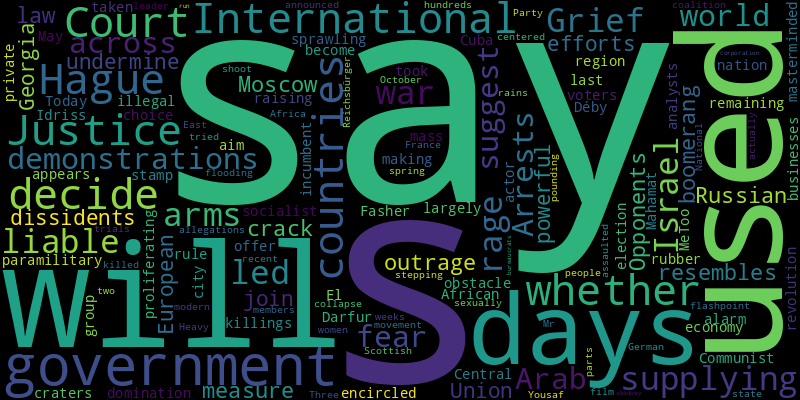 taken
leader
run
announced
hundreds
Party
coalition
law
May
Court
International
Grief
world
private
Georgia
across
Cuba
sprawling
become
centered
efforts
masterminded
undermine
Hague
Say
Moscow
shoot
October
took
suggest
region
nation
corporation
Today
illegal
raising
war
last
voters
analysts
remaining
Idriss
choice
Reichsbürger
Arrests
Déby
boomerang
National
actually
Justice
East
Africa
mass
France
powerful
Israel
used
tried
aim
incumbent
countries
making
spring
rains
pounding
Opponents
Mahamat
MeToo
businesses
demonstrations
flooding
appears
stamp
actor
Russian
decide
dissidents
arms
socialist
Fasher
largely
rage
election
rubber
revolution
proliferating
allegations
crack
S
outrage
bureaucrats
assaulted
liable
trials
European
rule
offer
stepping
obstacle
people
resembles
paramilitary
killed
city
recent
led
African
sexually
whether
alarm
flashpoint
Will
group
two
modern
members
join
El
collapse
weeks
days
economy
killings
Darfur
women
movement
fear
Mr
German
Communist
Heavy
Scottish
government
Central
Arab
parts
supplying
craters
domination
measure
Three
encircled
Union
Yousaf
film
state